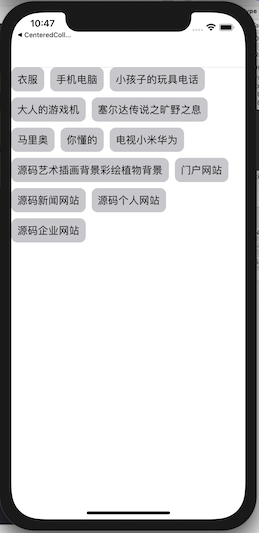 10:47
◀ CenteredColl...
衣服 手机电脑 小孩子的玩具电话
大人的游戏机 塞尔达传说之旷野之息
马里奥 你懂的 电视小米华为
源码艺术插画背景彩绘植物背景 门户网站
源码新闻网站 源码个人网站
源码企业网站